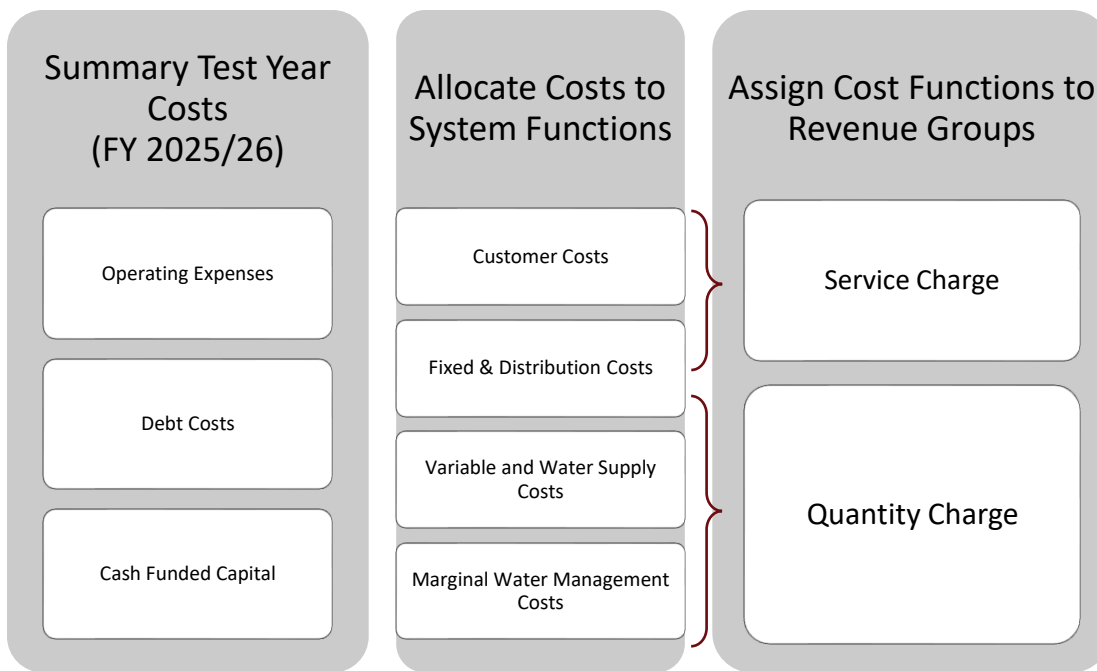 Summary Test Year
Costs
(FY 2025/26)
Operating Expenses
Debt Costs
Cash Funded Capital
Allocate Costs to
System Functions
Customer Costs
Fixed & Distribution Costs
Variable and Water Supply
Costs
Marginal Water Management
Costs
Assign Cost Functions to
Revenue Groups
Service Charge
Quantity Charge